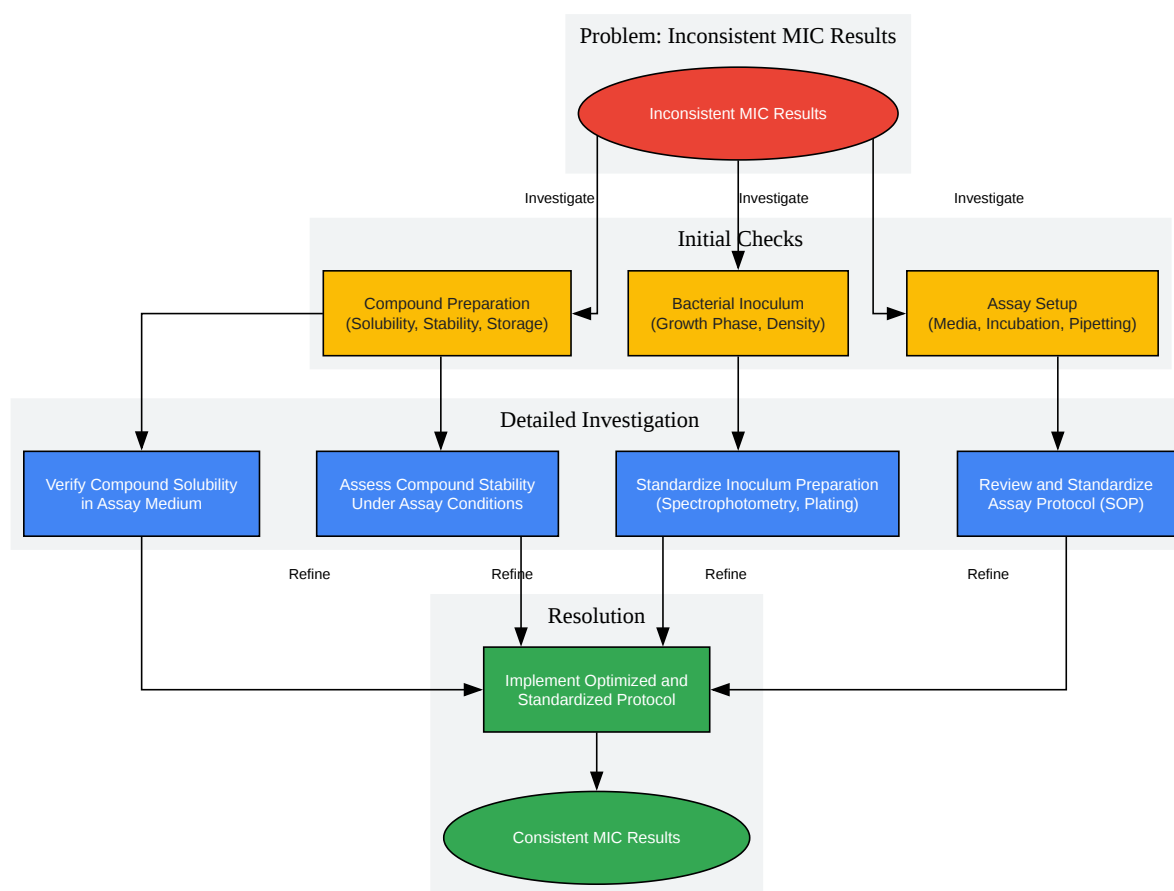 Problem: Inconsistent MIC Results
Inconsistent MIC Results
Investigate
Investigate
Investigate
Initial Checks
Compound Preparation
(Solubility, Stability, Storage)
Bacterial Inoculum
(Growth Phase, Density)
Assay Setup
(Media, Incubation, Pipetting)
Detailed Investigation
Verify Compound Solubility
in Assay Medium
Assess Compound Stability
Under Assay Conditions
Standardize Inoculum Preparation
(Spectrophotometry, Plating)
Review and Standardize
Assay Protocol (SOP)
Refine
Refine
Refine
Refine
Resolution
Implement Optimized and
Standardized Protocol
Consistent MIC Results